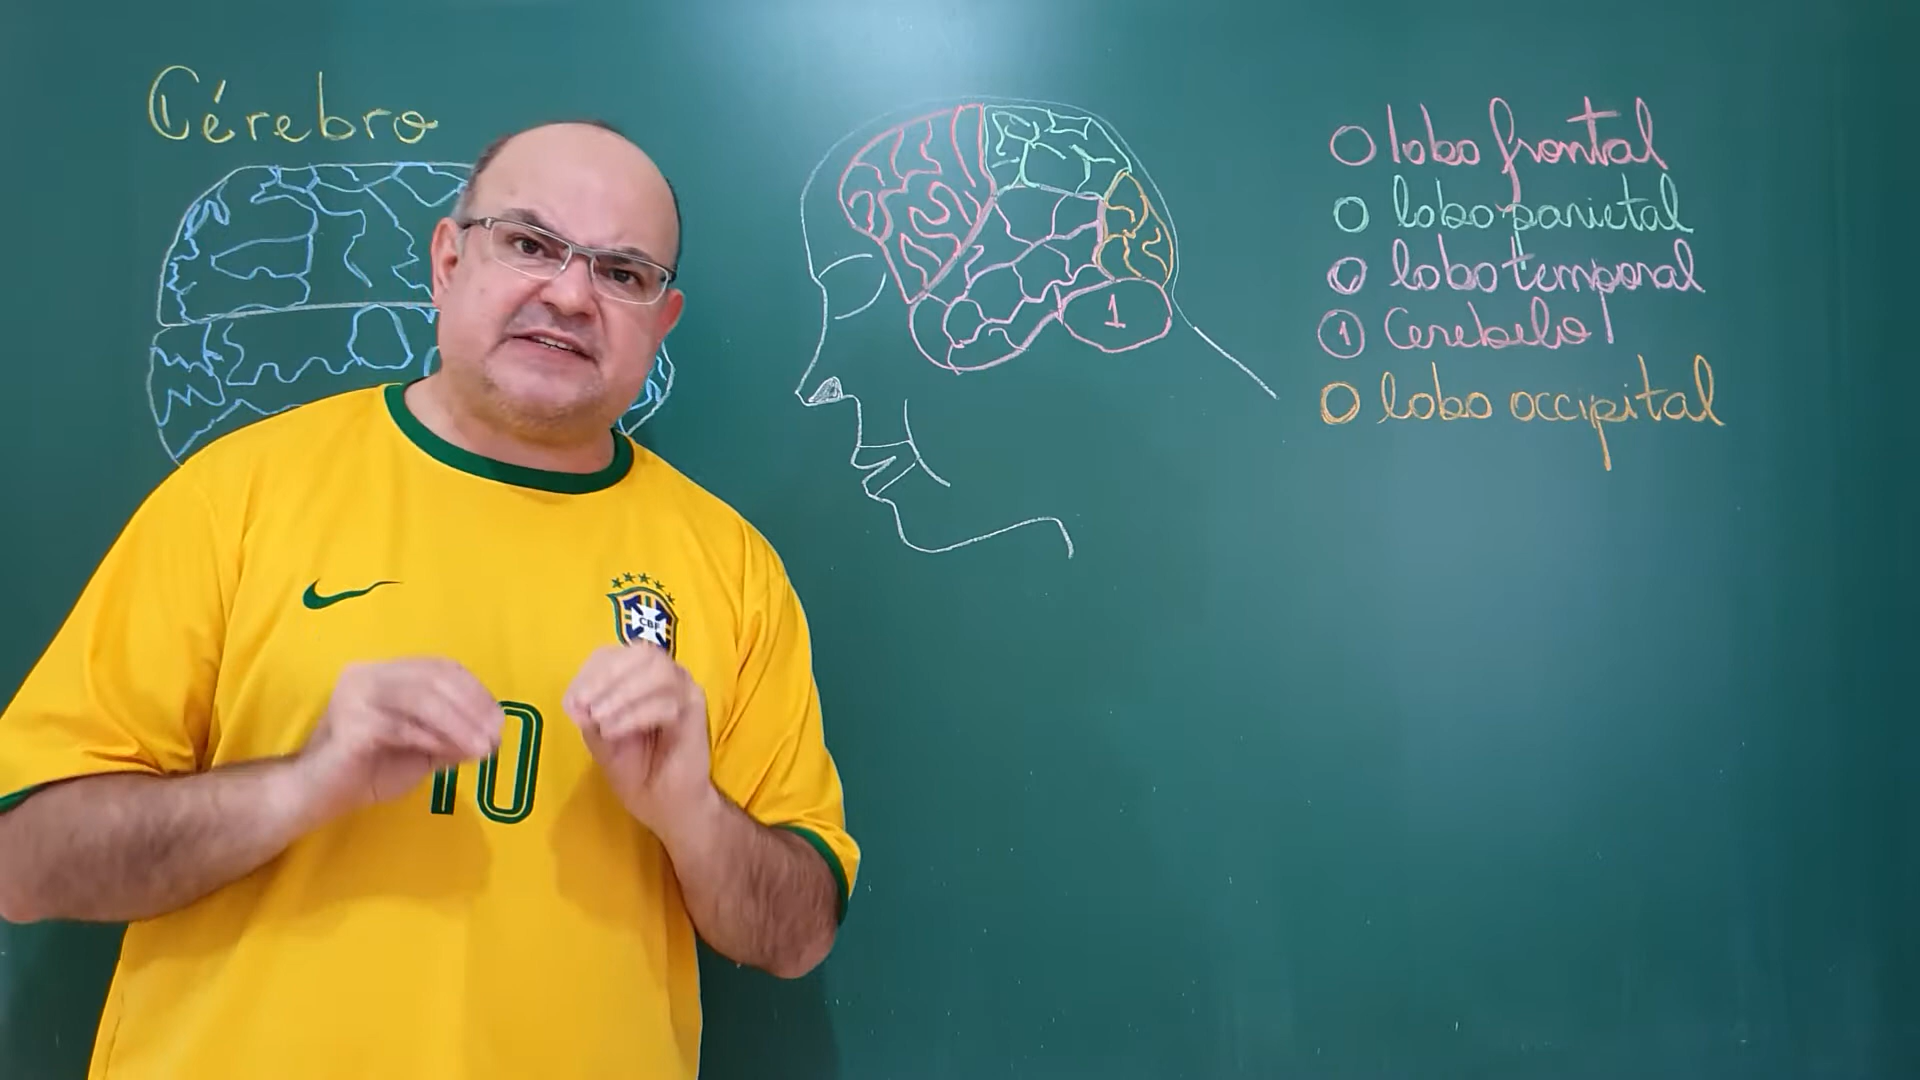 Cérebro
lobo frontal
lobo parietal
lobo temporal
1 Cerebelo
lobo occipital
1
CBF
10